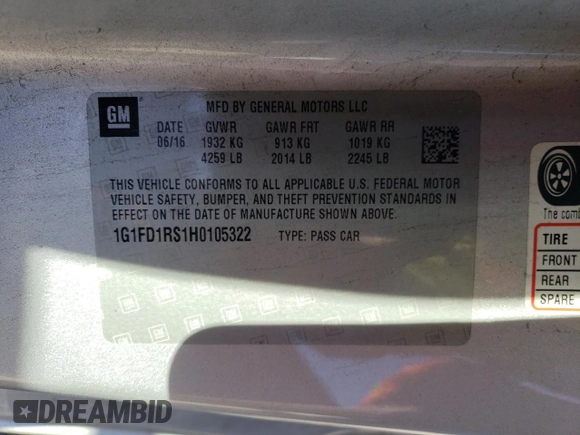 GM
MFD BY GENERAL MOTORS LLC
DATE GVWR GAWR FRT GAWR RR
06/16 1932 KG 913 KG 1019 KG
4259 LB 2014 LB 2245 LB
THIS VEHICLE CONFORMS TO ALL APPLICABLE U.S. FEDERAL MOTOR
VEHICLE SAFETY, BUMPER, AND THEFT PREVENTION STANDARDS IN
EFFECT ON THE DATE OF MANUFACTURE SHOWN ABOVE.
1G1FD1RS1H0105322 TYPE: PASS CAR
The comb
TIRE
FRONT
REAR
SPARE
DREAMBID